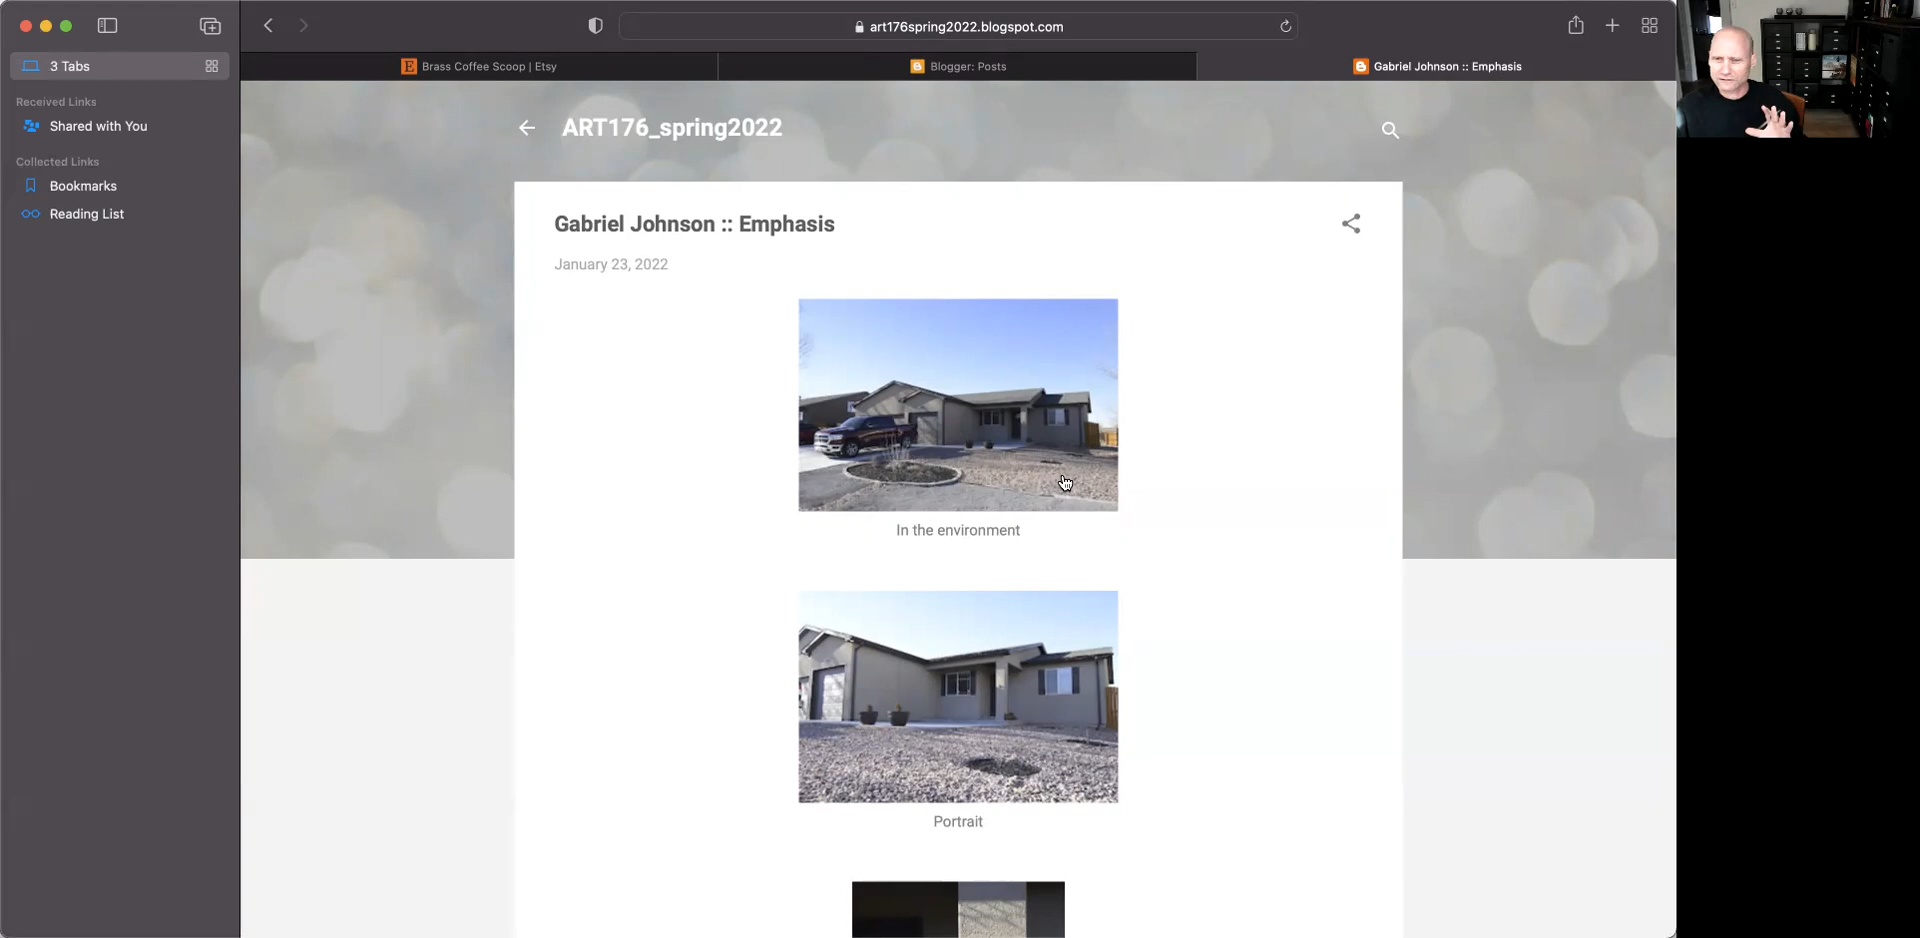 art176spring2022.blogspot.com
3 Tabs
Brass Coffee Scoop | Etsy
Blogger: Posts
Gabriel Johnson :: Emphasis
Received Links
Shared with You
Collected Links
Bookmarks
Reading List
ART176_spring2022
Gabriel Johnson :: Emphasis
January 23, 2022
In the environment
Portrait